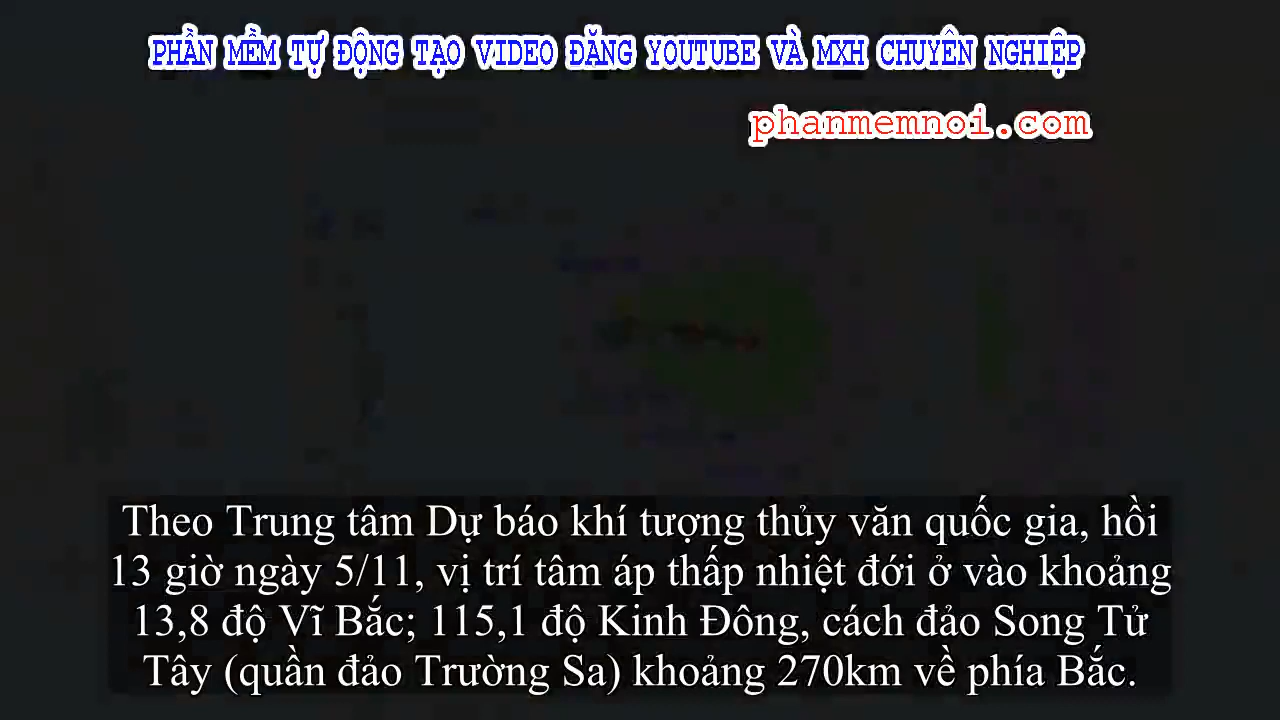 PHẦN MỀM TỰ ĐỘNG TẠO VIDEO ĐĂNG YOUTUBE VÀ MXH CHUYÊN NGHIỆP
phanmemnoi.com
Theo Trung tâm Dự báo khí tượng thủy văn quốc gia, hồi
13 giờ ngày 5/11, vị trí tâm áp thấp nhiệt đới ở vào khoảng
13,8 độ Vĩ Bắc; 115,1 độ Kinh Đông, cách đảo Song Tử
Tây (quần đảo Trường Sa) khoảng 270km về phía Bắc.